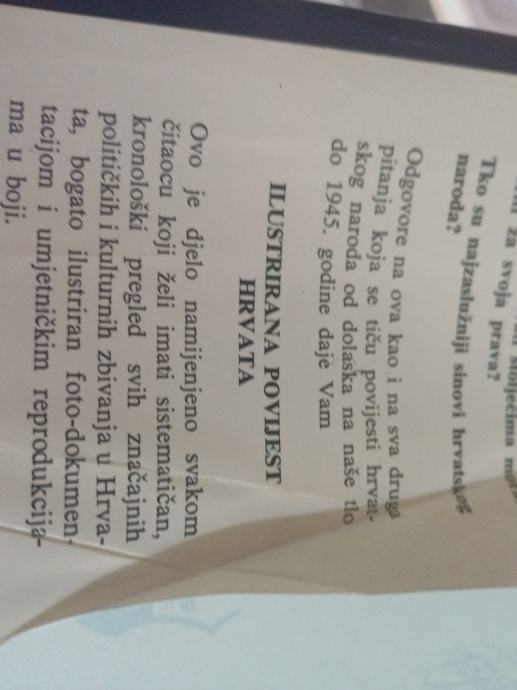 za svoja prava?
Tko su najzaslužniji sinovi hrvatskog
naroda?
Odgovore na ova kao i na sva druga
pitanja koja se tiču povijesti hrvat-
skog naroda od dolaska na naše tlo
do 1945. godine daje Vam
ILUSTRIRANA POVIJEST
HRVATA
Ovo je djelo namijenjeno svakom
čitaocu koji želi imati sistematičan,
kronološki pregled svih značajnih
političkih i kulturnih zbivanja u Hrva-
ta, bogato ilustriran foto-dokumen-
tacijom i umjetničkim reprodukcija-
ma u boji.